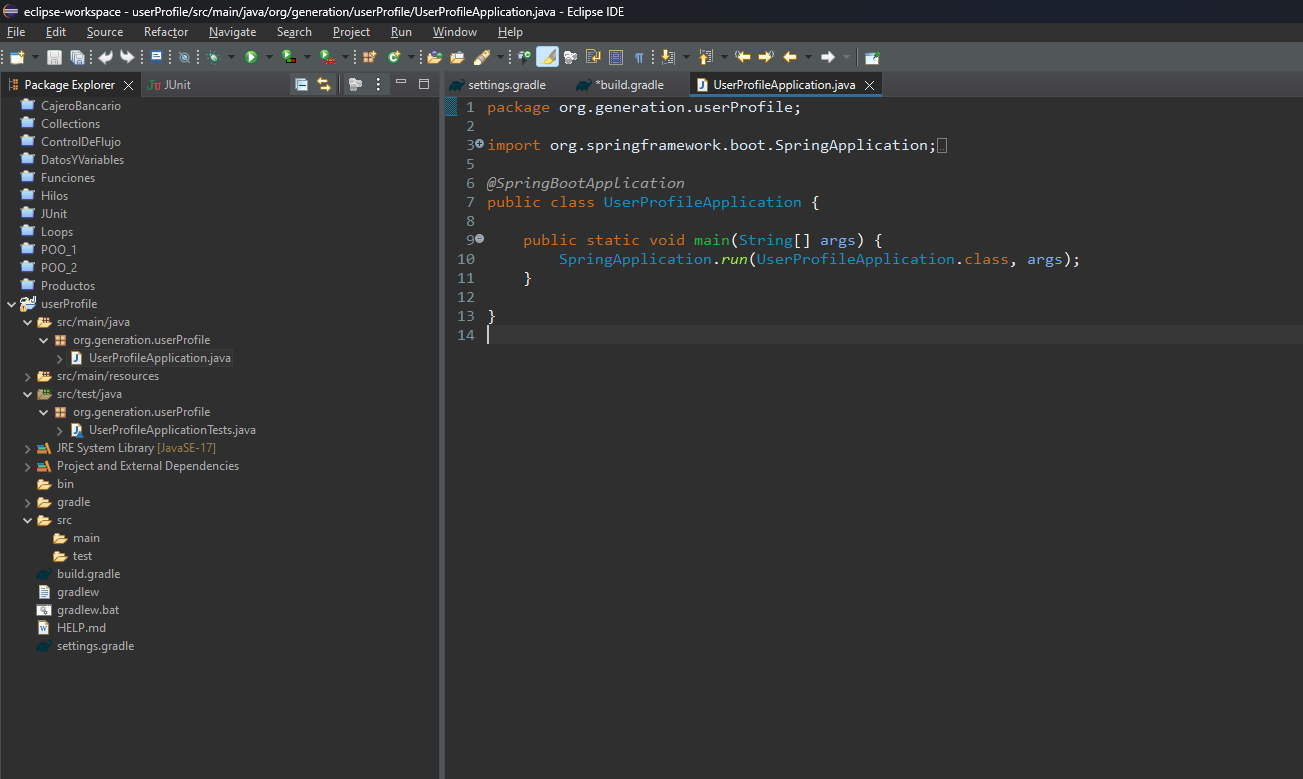 eclipse-workspace - userProfile/src/main/java/org/generation/userProfile/UserProfileApplication.java - Eclipse IDE
File Edit Source Refactor Navigate Search Project Run Window Help
Package Explorer JUnit
CajeroBancario
Collections
ControlDeFlujo
DatosYVariables
Funciones
Hilos
JUnit
Loops
POO_1
POO_2
Productos
userProfile
src/main/java
org.generation.userProfile
UserProfileApplication.java
src/main/resources
src/test/java
org.generation.userProfile
UserProfileApplicationTests.java
JRE System Library [JavaSE-17]
Project and External Dependencies
bin
gradle
src
main
test
build.gradle
gradlew
gradlew.bat
HELP.md
settings.gradle
settings.gradle *build.gradle UserProfileApplication.java
1 package org.generation.userProfile;
2
3 import org.springframework.boot.SpringApplication;
5
6 @SpringBootApplication
7 public class UserProfileApplication {
8
9 public static void main(String[] args) {
10 SpringApplication.run(UserProfileApplication.class, args);
11 }
12
13 }
14